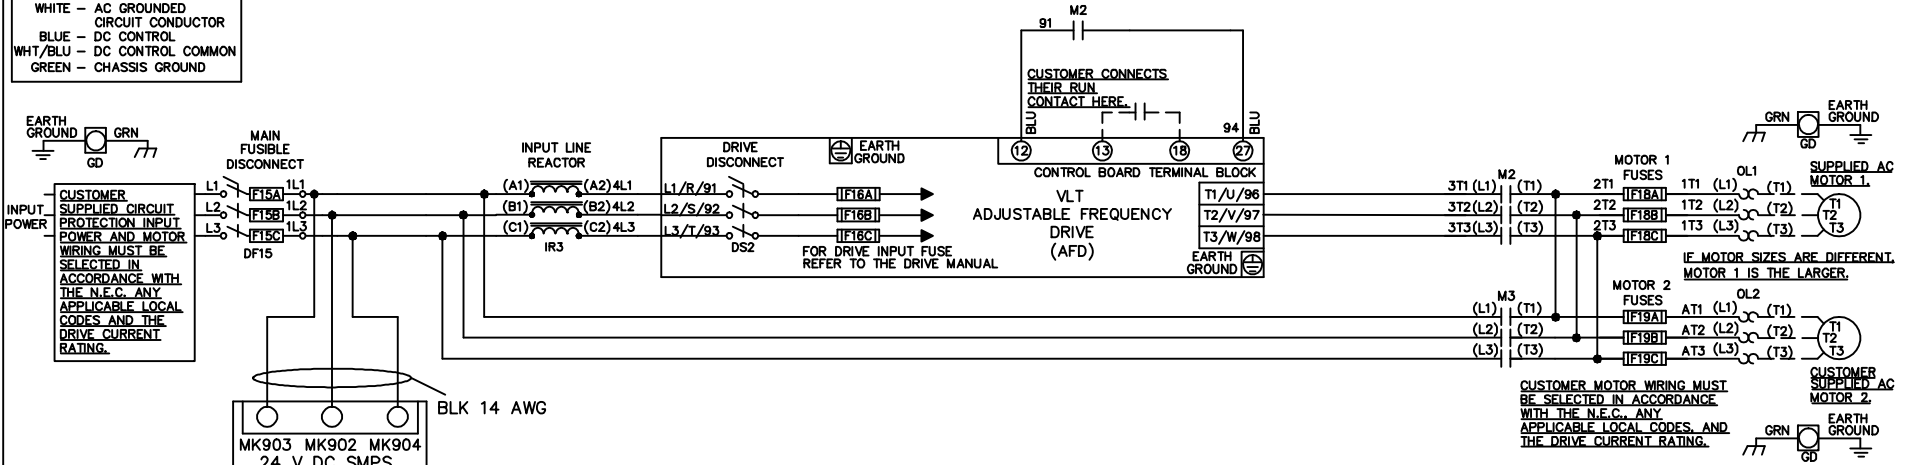 WHITE – AC GROUNDED
CIRCUIT CONDUCTOR
BLUE – DC CONTROL
WHT/BLU – DC CONTROL COMMON
GREEN – CHASSIS GROUND
EARTH
GROUND
GRN
GD
INPUT
POWER
CUSTOMER
SUPPLIED CIRCUIT
PROTECTION INPUT
POWER AND MOTOR
WIRING MUST BE
SELECTED IN
ACCORDANCE WITH
THE N.E.C. ANY
APPLICABLE LOCAL
CODES AND THE
DRIVE CURRENT
RATING.
MAIN
FUSIBLE
DISCONNECT
L1 F15A 1L1
L2 F15B 1L2
L3 F15C 1L3
DF15
BLK 14 AWG
MK903 MK902 MK904
24 V DC SMPS
INPUT LINE
REACTOR
(A1) (A2) 4L1
(B1) (B2) 4L2
(C1) (C2) 4L3
IR3
DRIVE
DISCONNECT
L1/R/91
L2/S/92
L3/T/93
DS2
EARTH
GROUND
F16A
F16B
F16C
FOR DRIVE INPUT FUSE
REFER TO THE DRIVE MANUAL
M2
91
CUSTOMER CONNECTS
THEIR RUN
CONTACT HERE.
BLU
94 BLU
12 13 18 27
CONTROL BOARD TERMINAL BLOCK
VLT
ADJUSTABLE FREQUENCY
DRIVE
(AFD)
T1/U/96
T2/V/97
T3/W/98
EARTH
GROUND
M2
3T1 (L1) (T1)
3T2(L2) (T2)
3T3(L3) (T3)
M3
(L1) (T1)
(L2) (T2)
(L3) (T3)
MOTOR 1
FUSES
2T1 F18A 1T1 (L1)
2T2 F18B 1T2 (L2)
2T3 F18C 1T3 (L3)
OL1
(T1)
(T2)
(T3)
T1
T2
T3
GRN
EARTH
GROUND
GD
SUPPLIED AC
MOTOR 1.
IF MOTOR SIZES ARE DIFFERENT,
MOTOR 1 IS THE LARGER.
MOTOR 2
FUSES
F19A AT1 (L1)
F19B AT2 (L2)
F19C AT3 (L3)
OL2
(T1)
(T2)
(T3)
T1
T2
T3
CUSTOMER
SUPPLIED AC
MOTOR 2.
CUSTOMER MOTOR WIRING MUST
BE SELECTED IN ACCORDANCE
WITH THE N.E.C., ANY
APPLICABLE LOCAL CODES, AND
THE DRIVE CURRENT RATING.
GRN
EARTH
GROUND
GD